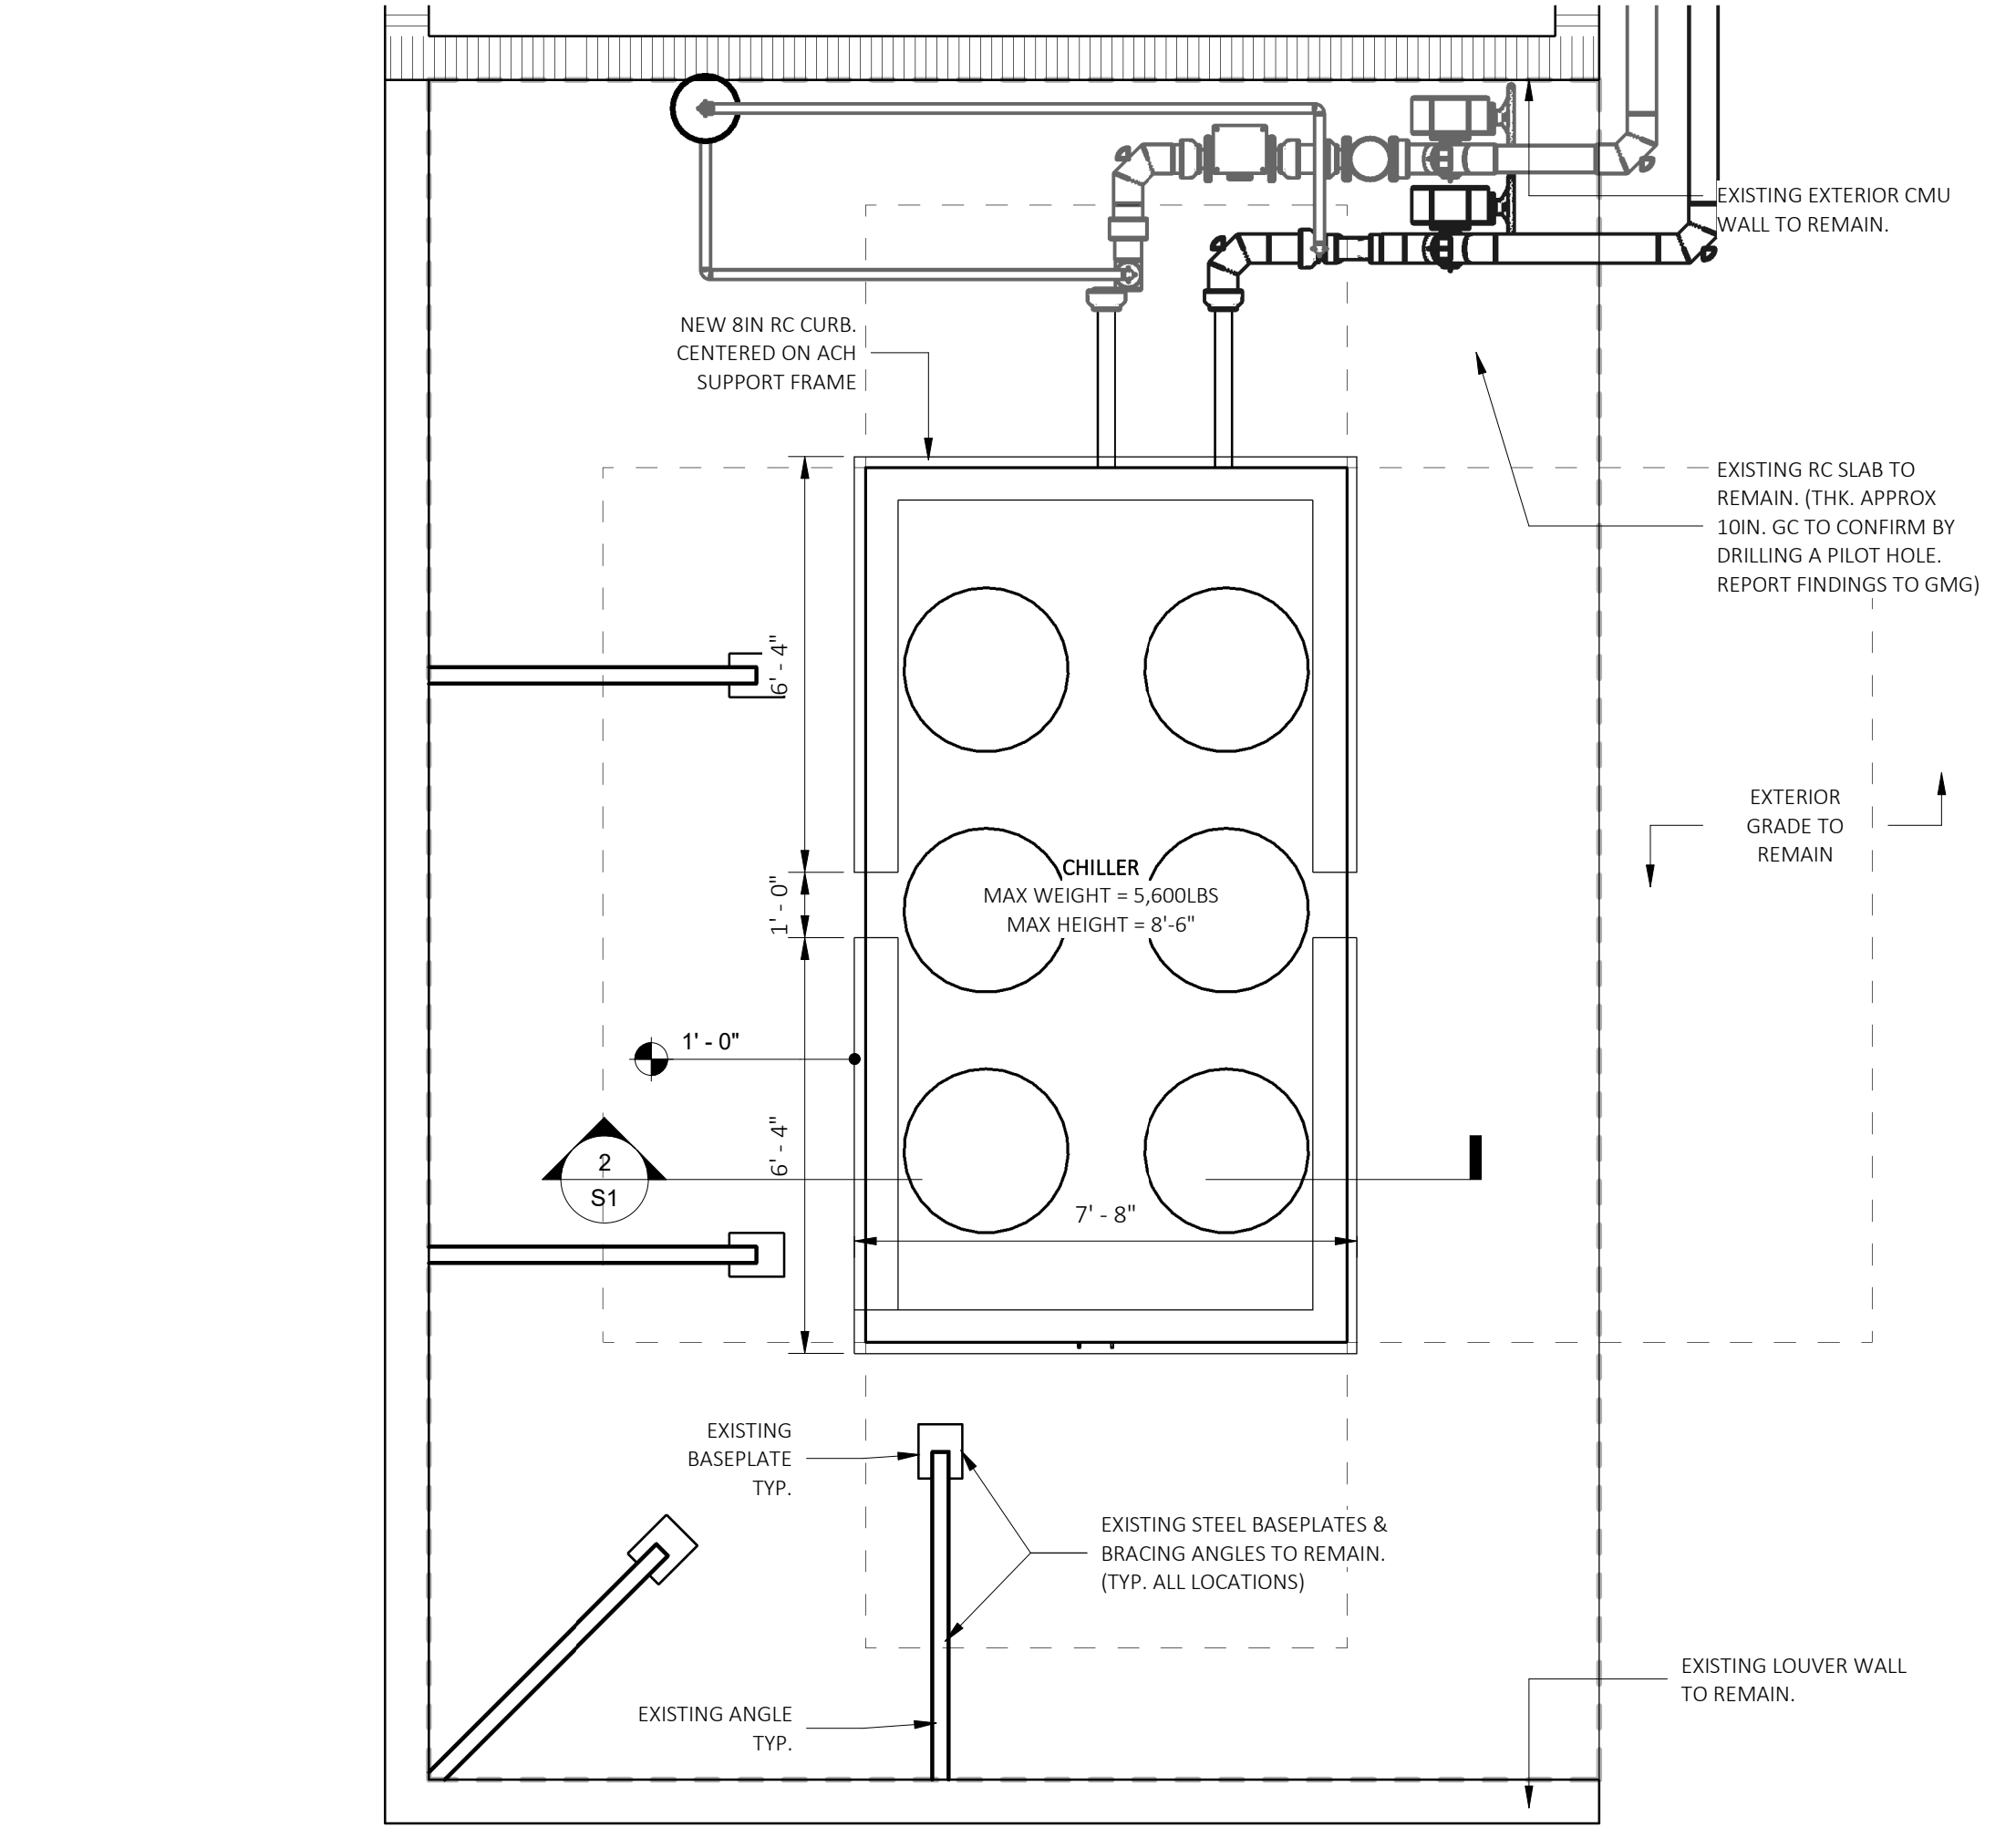 EXISTING EXTERIOR CMU
WALL TO REMAIN.
NEW 8IN RC CURB.
CENTERED ON ACH
SUPPORT FRAME
EXISTING RC SLAB TO
REMAIN. (THK. APPROX
10IN. GC TO CONFIRM BY
DRILLING A PILOT HOLE.
REPORT FINDINGS TO GMG)
6' - 4"
EXTERIOR
GRADE TO
REMAIN
CHILLER
MAX WEIGHT = 5,600LBS
MAX HEIGHT = 8'-6"
1' - 0"
1' - 0"
6' - 4"
2
S1
7' - 8"
EXISTING
BASEPLATE
TYP.
EXISTING STEEL BASEPLATES &
BRACING ANGLES TO REMAIN.
(TYP. ALL LOCATIONS)
EXISTING LOUVER WALL
TO REMAIN.
EXISTING ANGLE
TYP.